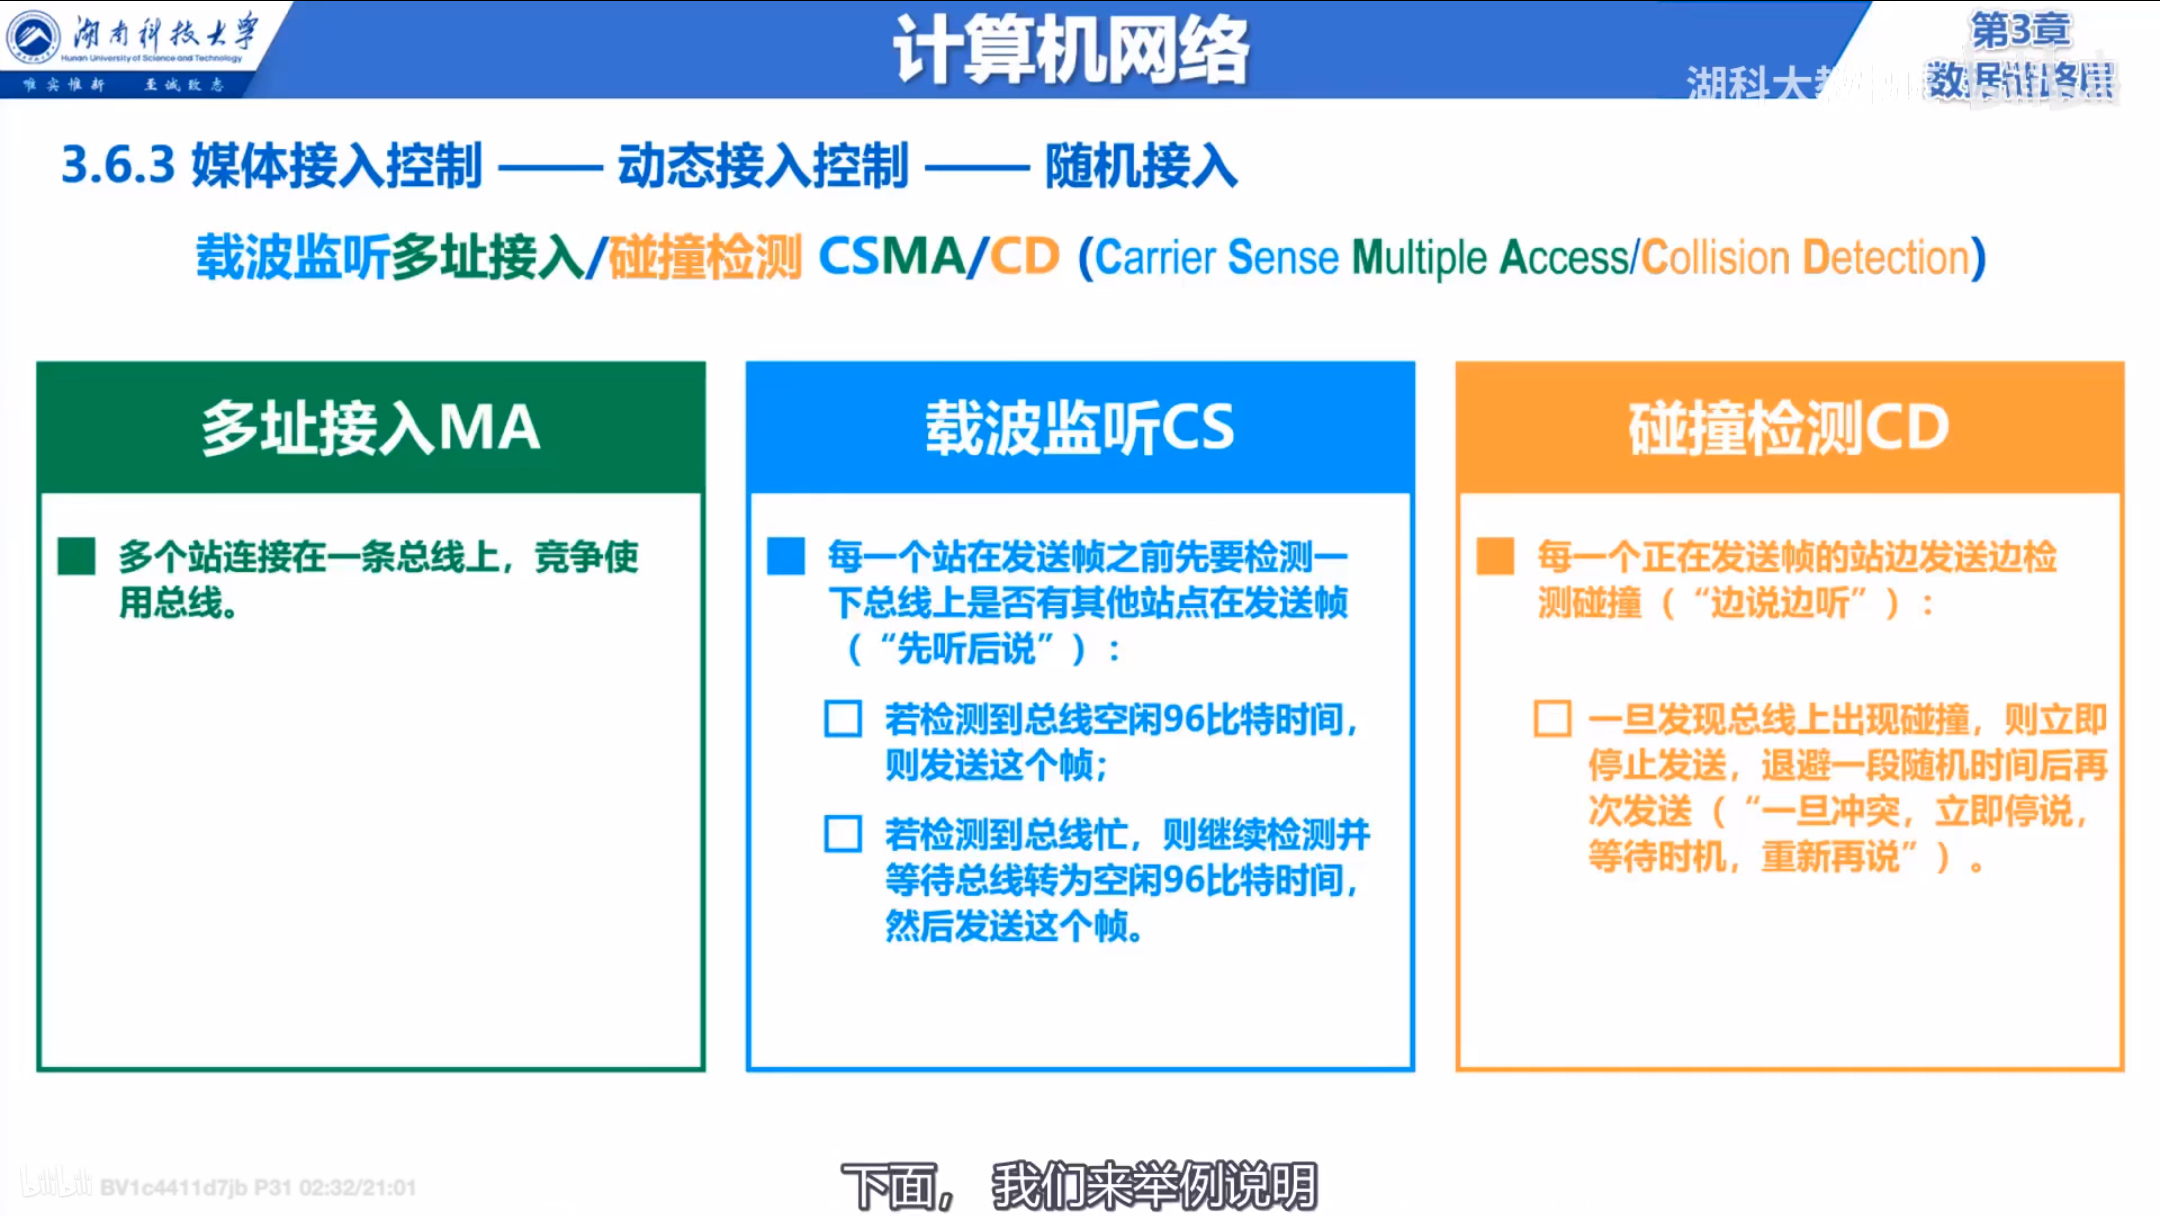 湖南科技大学
Hunan University of Science and Technology
唯实惟新 至诚致志
计算机网络
第3章
数据链路层
湖科大教
3.6.3 媒体接入控制 —— 动态接入控制 —— 随机接入
载波监听多址接入/碰撞检测 CSMA/CD (Carrier Sense Multiple Access/Collision Detection)
多址接入MA
多个站连接在一条总线上，竞争使
用总线。
载波监听CS
每一个站在发送帧之前先要检测一
下总线上是否有其他站点在发送帧
（“先听后说”）：
若检测到总线空闲96比特时间，
则发送这个帧；
若检测到总线忙，则继续检测并
等待总线转为空闲96比特时间，
然后发送这个帧。
碰撞检测CD
每一个正在发送帧的站边发送边检
测碰撞（“边说边听”）：
一旦发现总线上出现碰撞，则立即
停止发送，退避一段随机时间后再
次发送（“一旦冲突，立即停说，
等待时机，重新再说”）。
下面， 我们来举例说明
bilibili BV1c4411d7jb P31 02:32/21:01